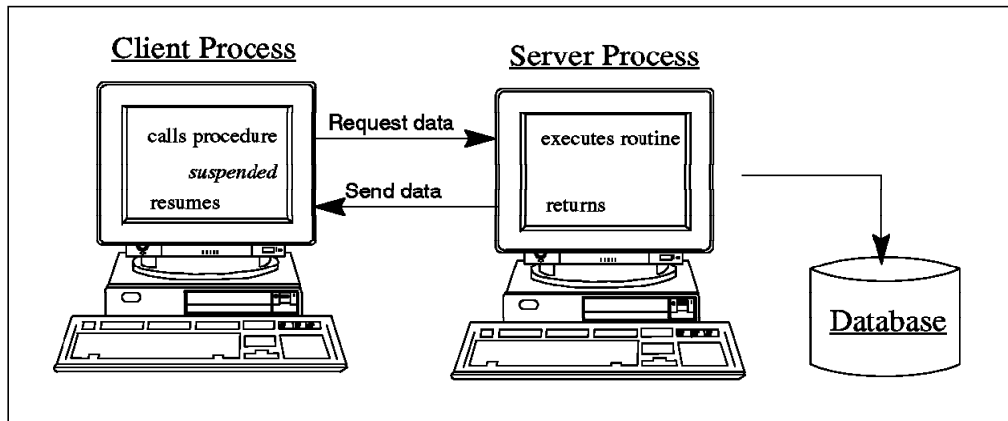 Client Process
Server Process
calls procedure
suspended
resumes
Request data
Send data
executes routine
returns
Database